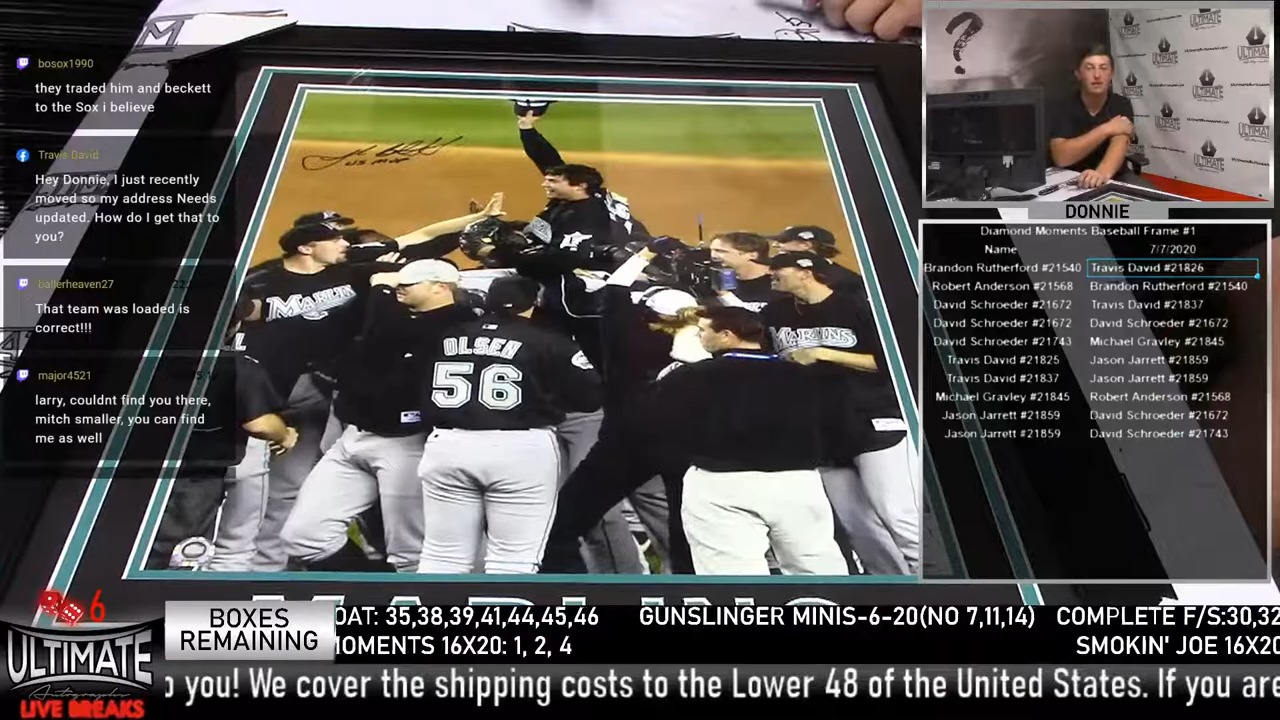 bosox1990
they traded him and beckett
to the Sox i believe
Travis David
Hey Donnie, I just recently
moved so my address Needs
updated. How do I get that to
you?
ballerheaven27
That team was loaded is
correct!!!
major4521
larry, couldnt find you there,
mitch smaller, you can find
me as well
WS MVP
MARLINS
OLSEN
56
MARLINS
?
ULTIMATE
DONNIE
Diamond Moments Baseball Frame #1
Name 7/7/2020
Brandon Rutherford #21540 Travis David #21826
Robert Anderson #21568 Brandon Rutherford #21540
David Schroeder #21672 Travis David #21837
David Schroeder #21672 David Schroeder #21672
David Schroeder #21743 Michael Gravley #21845
Travis David #21825 Jason Jarrett #21859
Travis David #21837 Jason Jarrett #21859
Michael Gravley #21845 Robert Anderson #21568
Jason Jarrett #21859 David Schroeder #21672
Jason Jarrett #21859 David Schroeder #21743
6
ULTIMATE
Autographs
LIVE BREAKS
BOXES
REMAINING
OAT: 35,38,39,41,44,45,46 GUNSLINGER MINIS-6-20(NO 7,11,14) COMPLETE F/S:30,32
MOMENTS 16X20: 1, 2, 4 SMOKIN' JOE 16X20
o you! We cover the shipping costs to the Lower 48 of the United States. If you are